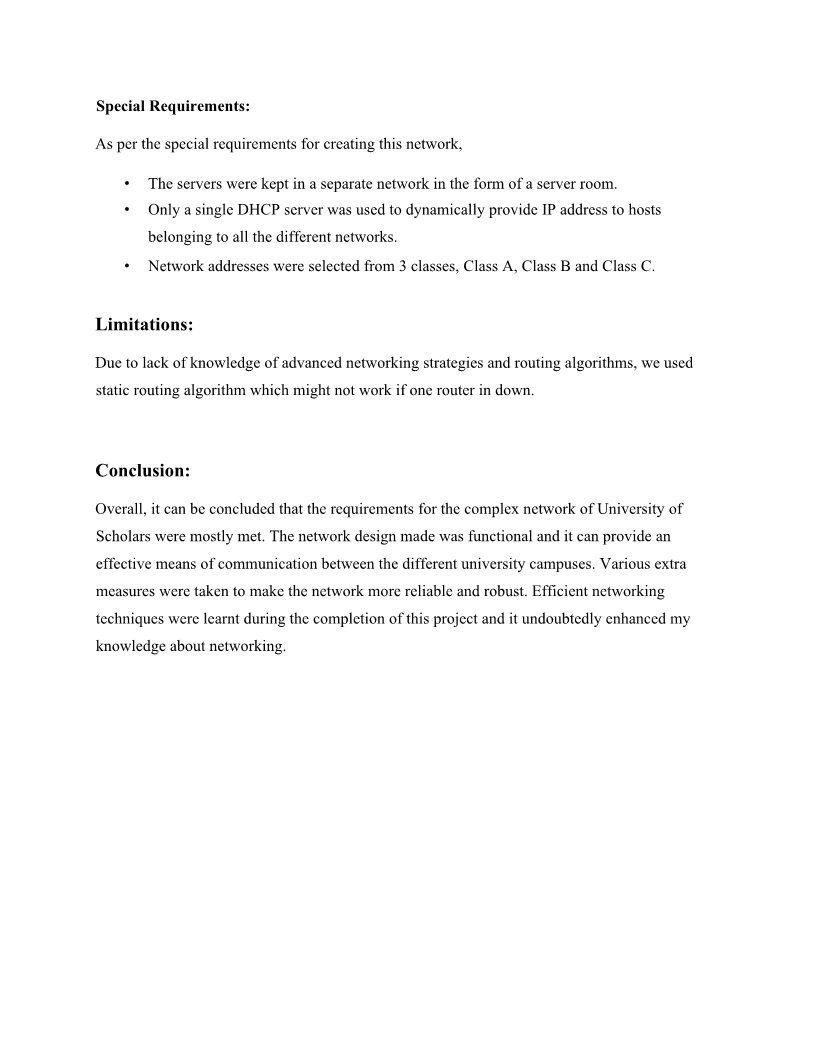 Special Requirements:
As per the special requirements for creating this network,
• The servers were kept in a separate network in the form of a server room.
• Only a single DHCP server was used to dynamically provide IP address to hosts
belonging to all the different networks.
• Network addresses were selected from 3 classes, Class A, Class B and Class C.
Limitations:
Due to lack of knowledge of advanced networking strategies and routing algorithms, we used
static routing algorithm which might not work if one router in down.
Conclusion:
Overall, it can be concluded that the requirements for the complex network of University of
Scholars were mostly met. The network design made was functional and it can provide an
effective means of communication between the different university campuses. Various extra
measures were taken to make the network more reliable and robust. Efficient networking
techniques were learnt during the completion of this project and it undoubtedly enhanced my
knowledge about networking.